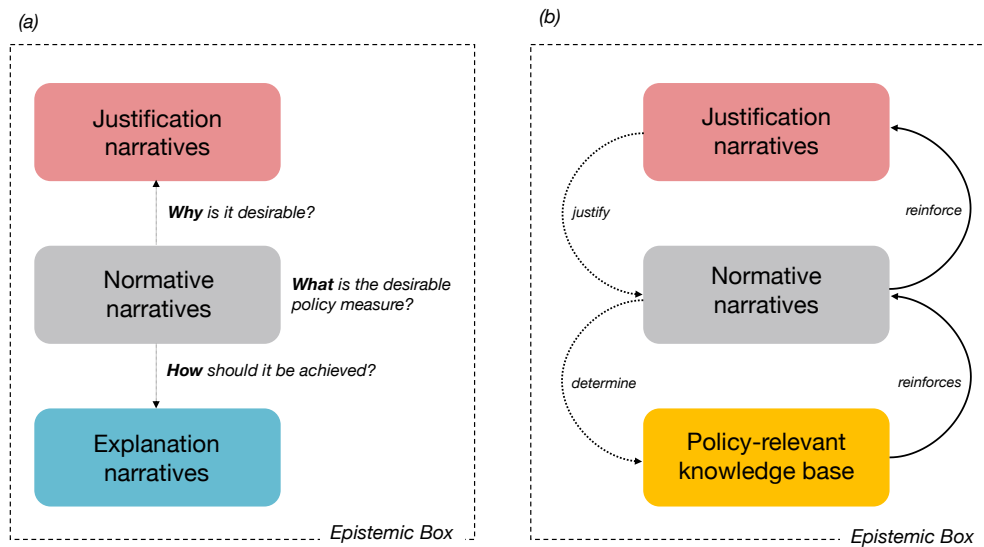 (a)
Justification
narratives
Why is it desirable?
Normative
narratives
What is the desirable
policy measure?
How should it be achieved?
Explanation
narratives
Epistemic Box
(b)
Justification
narratives
justify
reinforce
Normative
narratives
determine
reinforces
Policy-relevant
knowledge base
Epistemic Box